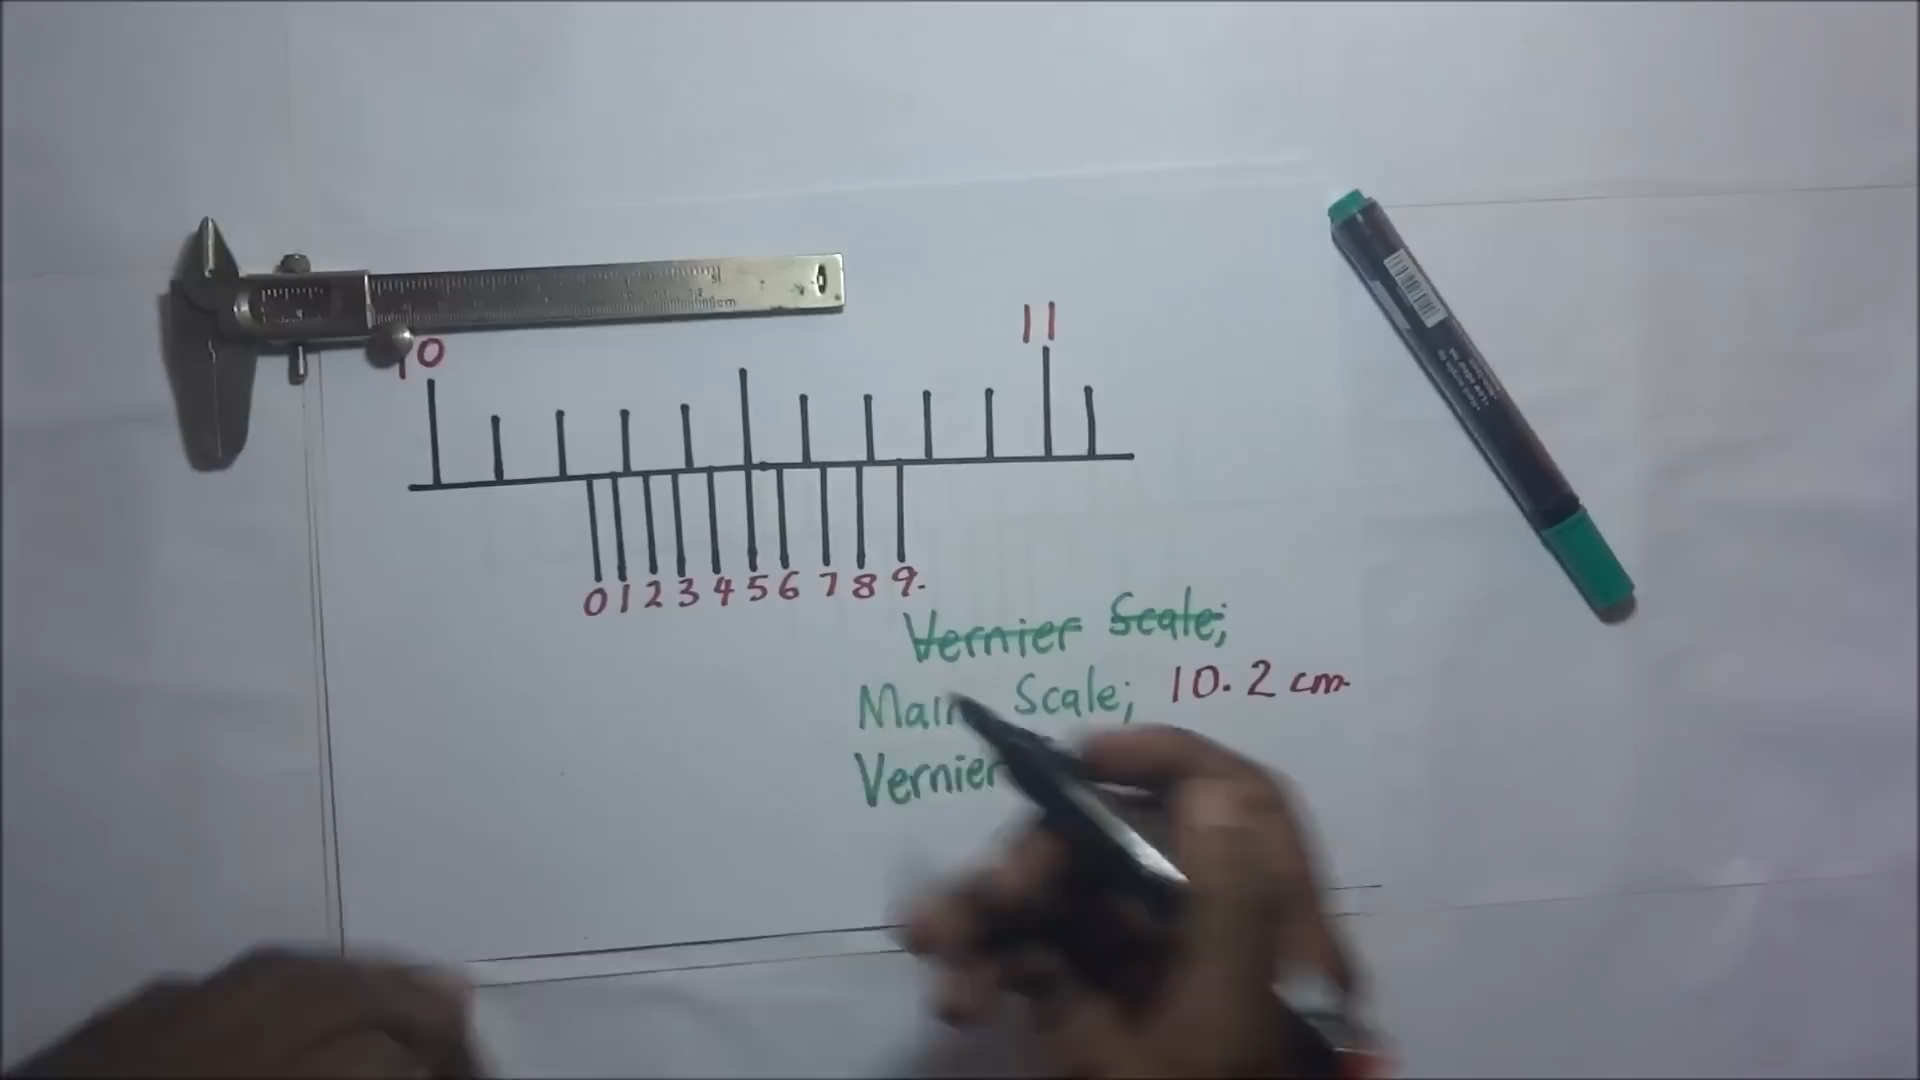 10 11
0 1 2 3 4 5 6 7 8 9.
Vernier Scale;
Main Scale; 10.2 cm
Vernier